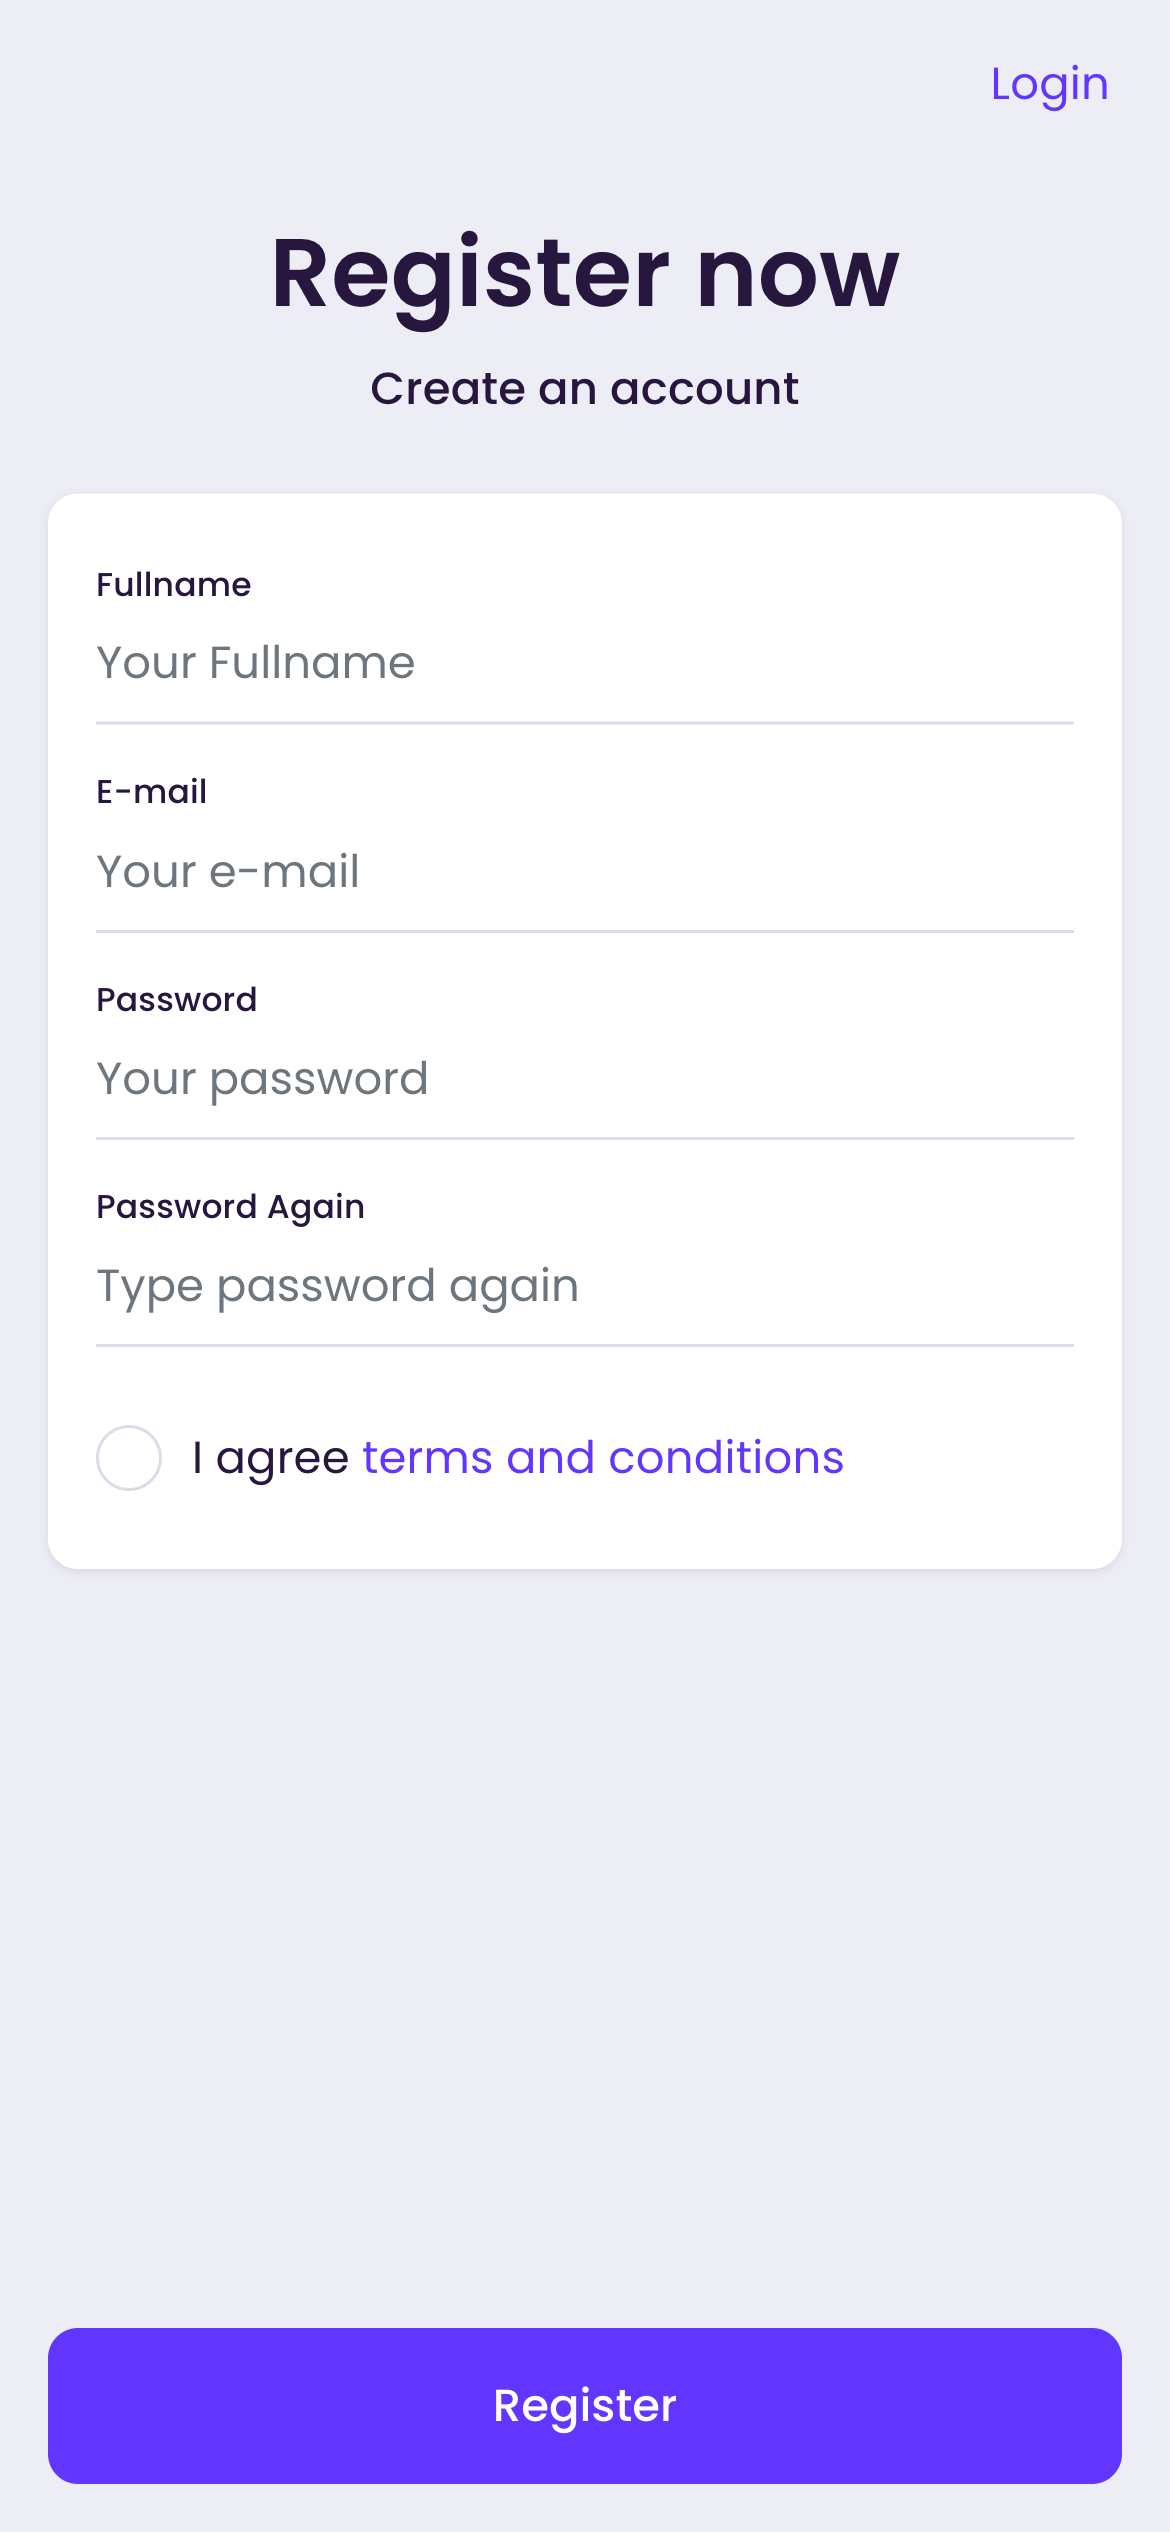 Login
Register now
Create an account
Fullname
Your Fullname
E-mail
Your e-mail
Password
Your password
Password Again
Type password again
I agree terms and conditions
Register